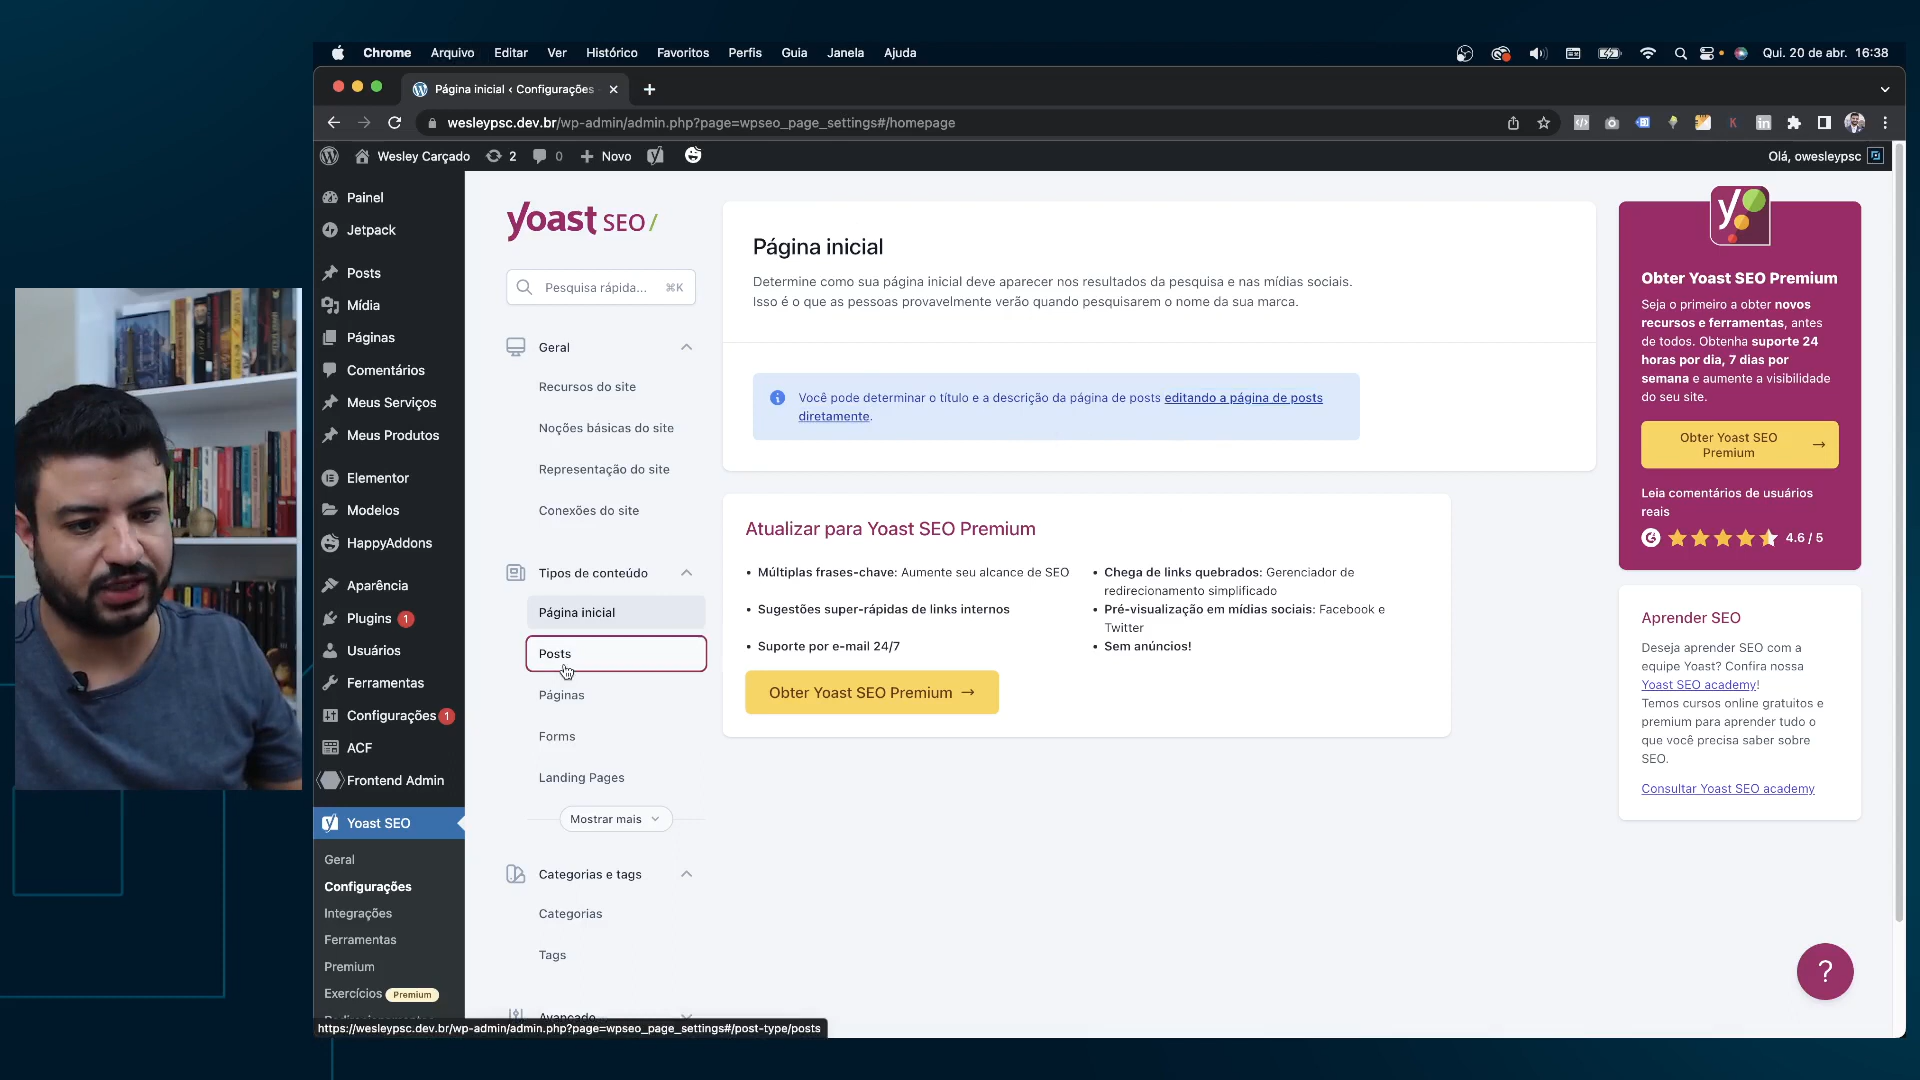 Chrome Arquivo Editar Ver Histórico Favoritos Perfis Guia Janela Ajuda
Qui. 20 de abr. 16:38
Página inicial ‹ Configurações
wesleypsc.dev.br/wp-admin/admin.php?page=wpseo_page_settings#/homepage
Wesley Carçado 2 0 Novo
Olá, owesleypsc
Painel
Jetpack
Posts
Mídia
Páginas
Comentários
Meus Serviços
Meus Produtos
Elementor
Modelos
HappyAddons
Aparência
Plugins 1
Usuários
Ferramentas
Configurações 1
ACF
Frontend Admin
Yoast SEO
Geral
Configurações
Integrações
Ferramentas
Premium
Exercícios Premium
yoast SEO/
Pesquisa rápida... ⌘K
Geral
Recursos do site
Noções básicas do site
Representação do site
Conexões do site
Tipos de conteúdo
Página inicial
Posts
Páginas
Forms
Landing Pages
Mostrar mais
Categorias e tags
Categorias
Tags
Avançado
https://wesleypsc.dev.br/wp-admin/admin.php?page=wpseo_page_settings#/post-type/posts
Página inicial
Determine como sua página inicial deve aparecer nos resultados da pesquisa e nas mídias sociais.
Isso é o que as pessoas provavelmente verão quando pesquisarem o nome da sua marca.
Você pode determinar o título e a descrição da página de posts editando a página de posts
diretamente.
Atualizar para Yoast SEO Premium
• Múltiplas frases-chave: Aumente seu alcance de SEO
• Sugestões super-rápidas de links internos
• Suporte por e-mail 24/7
• Chega de links quebrados: Gerenciador de
redirecionamento simplificado
• Pré-visualização em mídias sociais: Facebook e
Twitter
• Sem anúncios!
Obter Yoast SEO Premium →
Obter Yoast SEO Premium
Seja o primeiro a obter novos
recursos e ferramentas, antes
de todos. Obtenha suporte 24
horas por dia, 7 dias por
semana e aumente a visibilidade
do seu site.
Obter Yoast SEO
Premium →
Leia comentários de usuários
reais
4.6 / 5
Aprender SEO
Deseja aprender SEO com a
equipe Yoast? Confira nossa
Yoast SEO academy!
Temos cursos online gratuitos e
premium para aprender tudo o
que você precisa saber sobre
SEO.
Consultar Yoast SEO academy
?